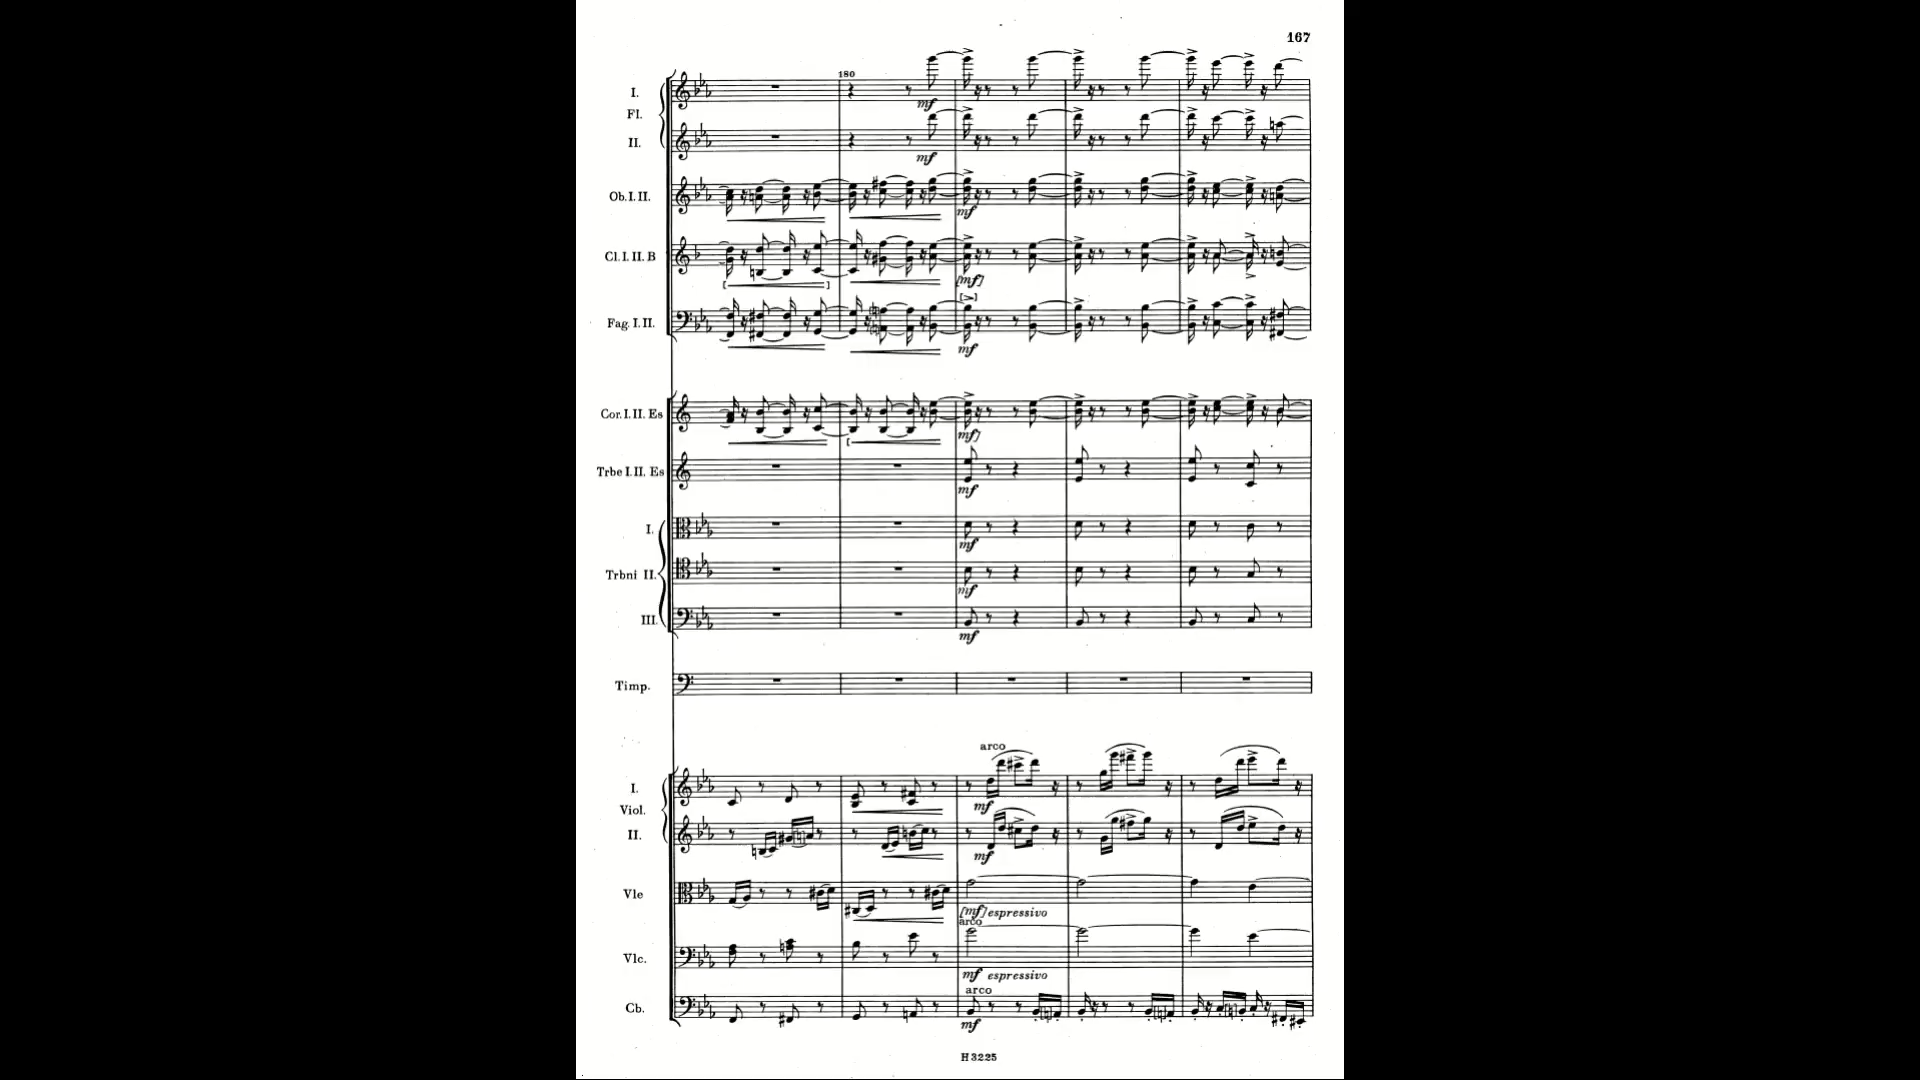 167
180
I.
Fl.
mf
II.
mf
Ob. I. II.
mf
Cl. I. II. B
[ ]
[mf]
[>]
Fag. I. II.
mf
Cor. I. II. Es
[
mf]
Trbe I. II. Es
mf
I.
mf
Trbni II.
mf
III.
mf
Timp.
arco
I.
mf
Viol.
II.
mf
Vle
[mf] espressivo
arco
Vlc.
mf espressivo
arco
Cb.
mf
H 3225